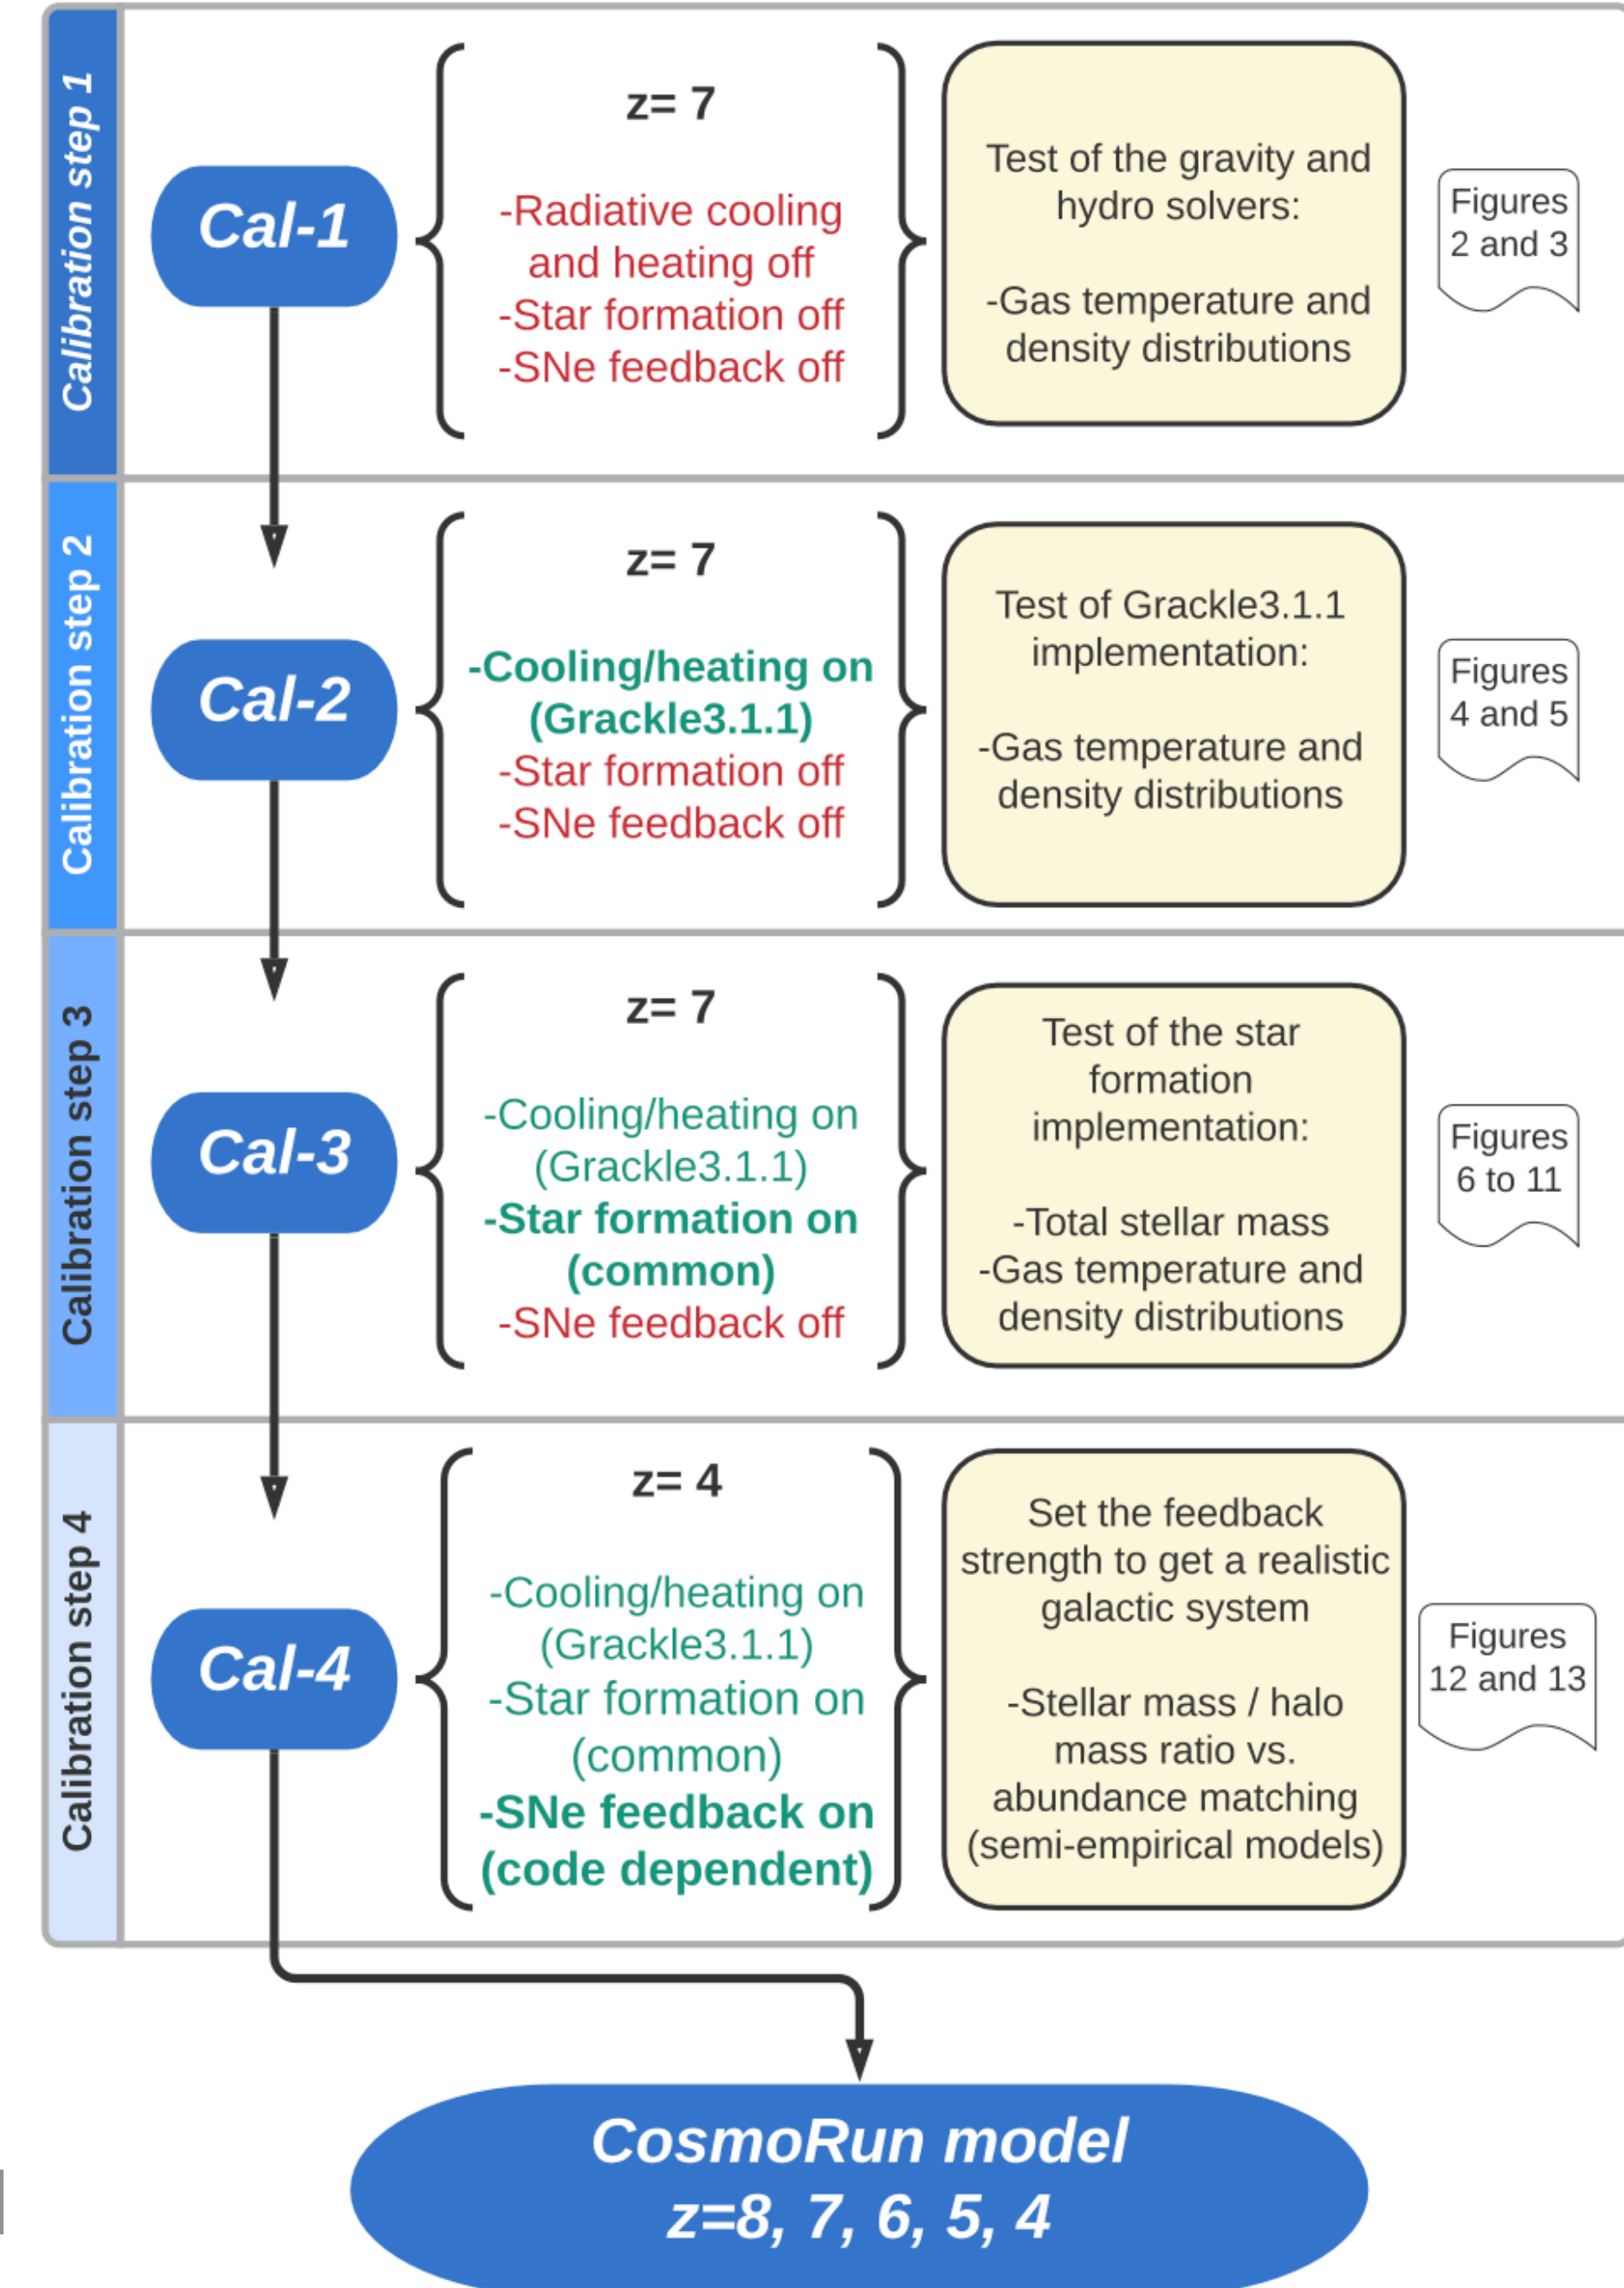 Calibration step 1
Cal-1
z= 7
-Radiative cooling
and heating off
-Star formation off
-SNe feedback off
Test of the gravity and
hydro solvers:
-Gas temperature and
density distributions
Figures
2 and 3
Calibration step 2
Cal-2
z= 7
-Cooling/heating on
(Grackle3.1.1)
-Star formation off
-SNe feedback off
Test of Grackle3.1.1
implementation:
-Gas temperature and
density distributions
Figures
4 and 5
Calibration step 3
Cal-3
z= 7
-Cooling/heating on
(Grackle3.1.1)
-Star formation on
(common)
-SNe feedback off
Test of the star
formation
implementation:
-Total stellar mass
-Gas temperature and
density distributions
Figures
6 to 11
Calibration step 4
Cal-4
z= 4
-Cooling/heating on
(Grackle3.1.1)
-Star formation on
(common)
-SNe feedback on
(code dependent)
Set the feedback
strength to get a realistic
galactic system
-Stellar mass / halo
mass ratio vs.
abundance matching
(semi-empirical models)
Figures
12 and 13
CosmoRun model
z=8, 7, 6, 5, 4